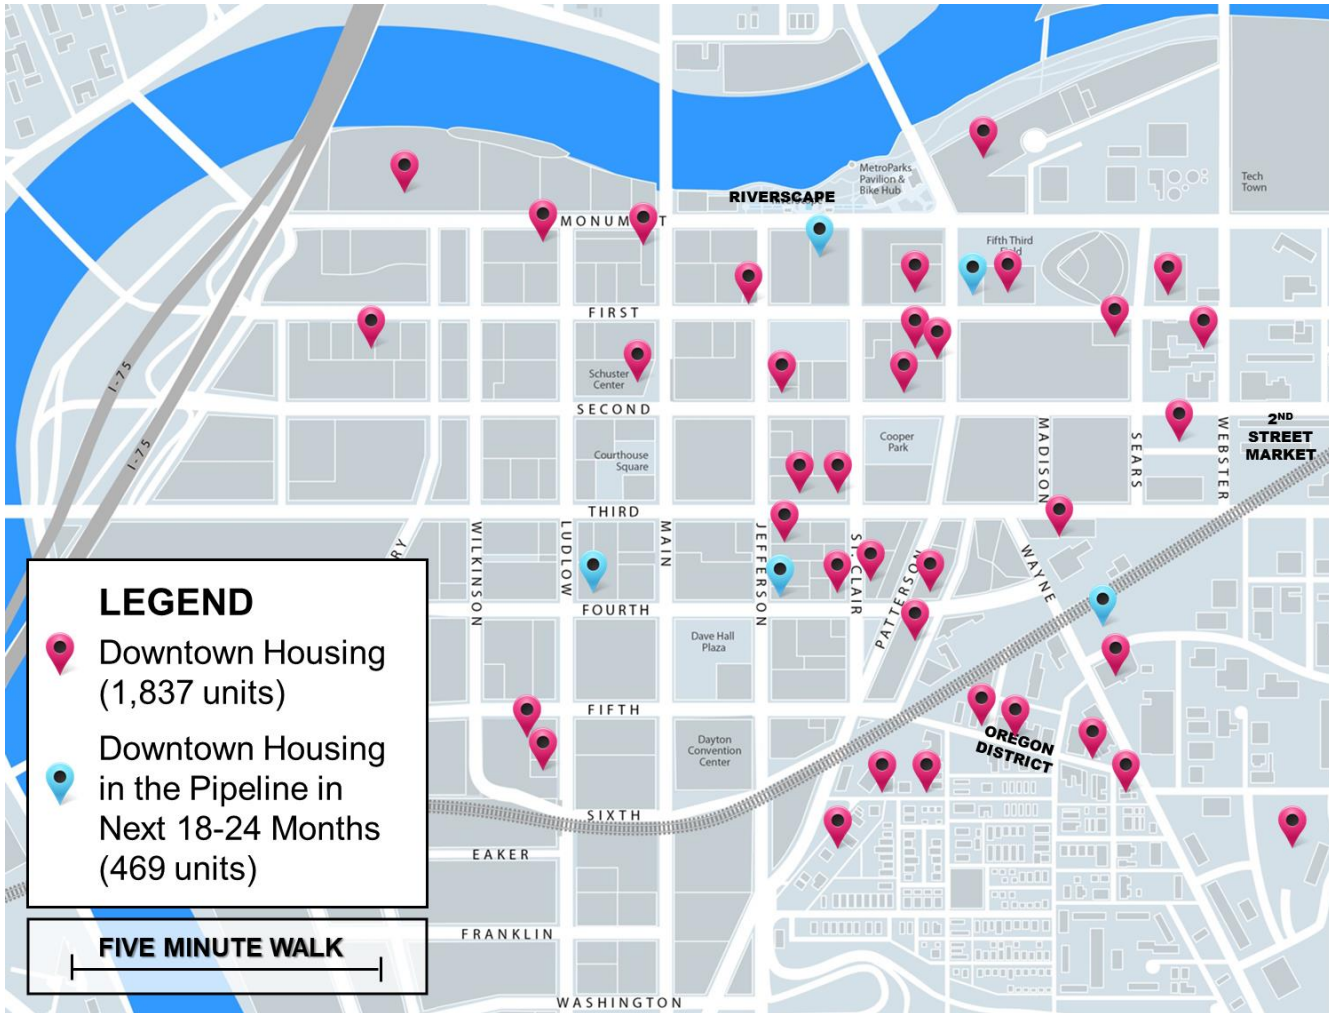 MetroParks
Pavilion &
Bike Hub
Tech
Town
RIVERSCAPE
MONUM T
Fifth Third
FIRST
I-75
Schuster
Center
SECOND
I-75
Courthouse
Square
Cooper
Park
MADISON
SEARS
WEBSTER
2ND
STREET
MARKET
THIRD
WILKINSON
LUDLOW
MAIN
JEFFERSON
ST. CLAIR
PATTERSON
WAYNE
RY
FOURTH
Dave Hall
Plaza
FIFTH
Dayton
Convention
Center
OREGON
DISTRICT
SIXTH
EAKER
FRANKLIN
WASHINGTON
LEGEND
Downtown Housing
(1,837 units)
Downtown Housing
in the Pipeline in
Next 18-24 Months
(469 units)
FIVE MINUTE WALK